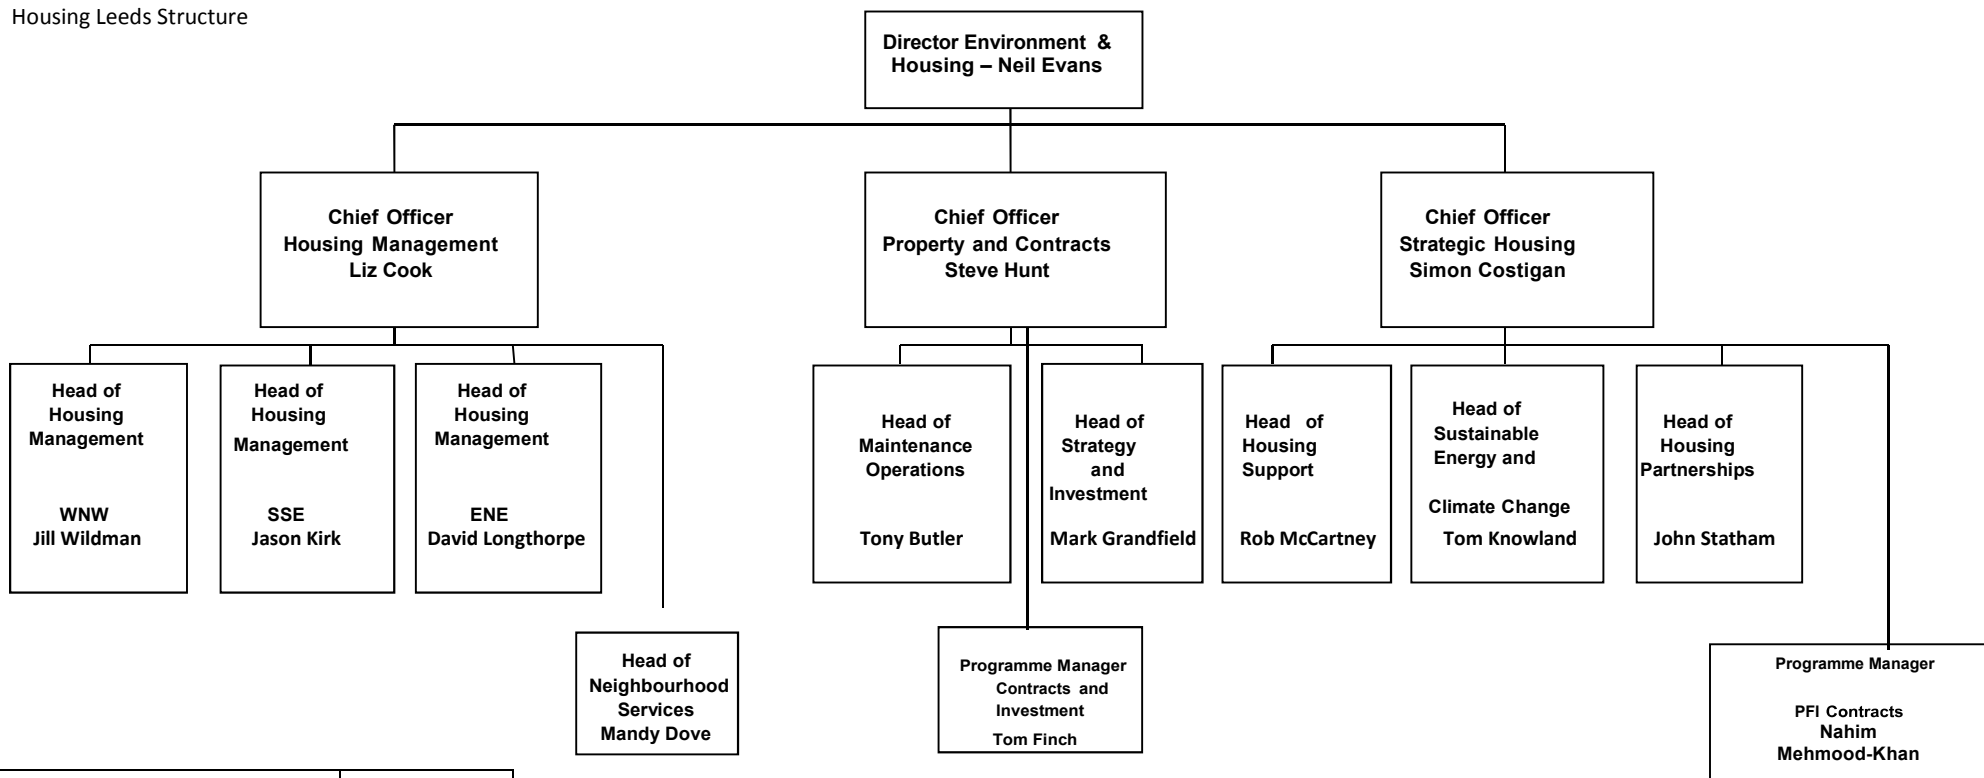 Housing Leeds Structure
Director Environment &
Housing – Neil Evans
Chief Officer
Housing Management
Liz Cook
Chief Officer
Property and Contracts
Steve Hunt
Chief Officer
Strategic Housing
Simon Costigan
Head of
Housing
Management
WNW
Jill Wildman
Head of
Housing
Management
SSE
Jason Kirk
Head of
Housing
Management
ENE
David Longthorpe
Head of
Maintenance
Operations
Tony Butler
Head of
Strategy
and
Investment
Mark Grandfield
Head of
Housing
Support
Rob McCartney
Head of
Sustainable
Energy and
Climate Change
Tom Knowland
Head of
Housing
Partnerships
John Statham
Head of
Neighbourhood
Services
Mandy Dove
Programme Manager
Contracts and
Investment
Tom Finch
Programme Manager
PFI Contracts
Nahim
Mehmood-Khan